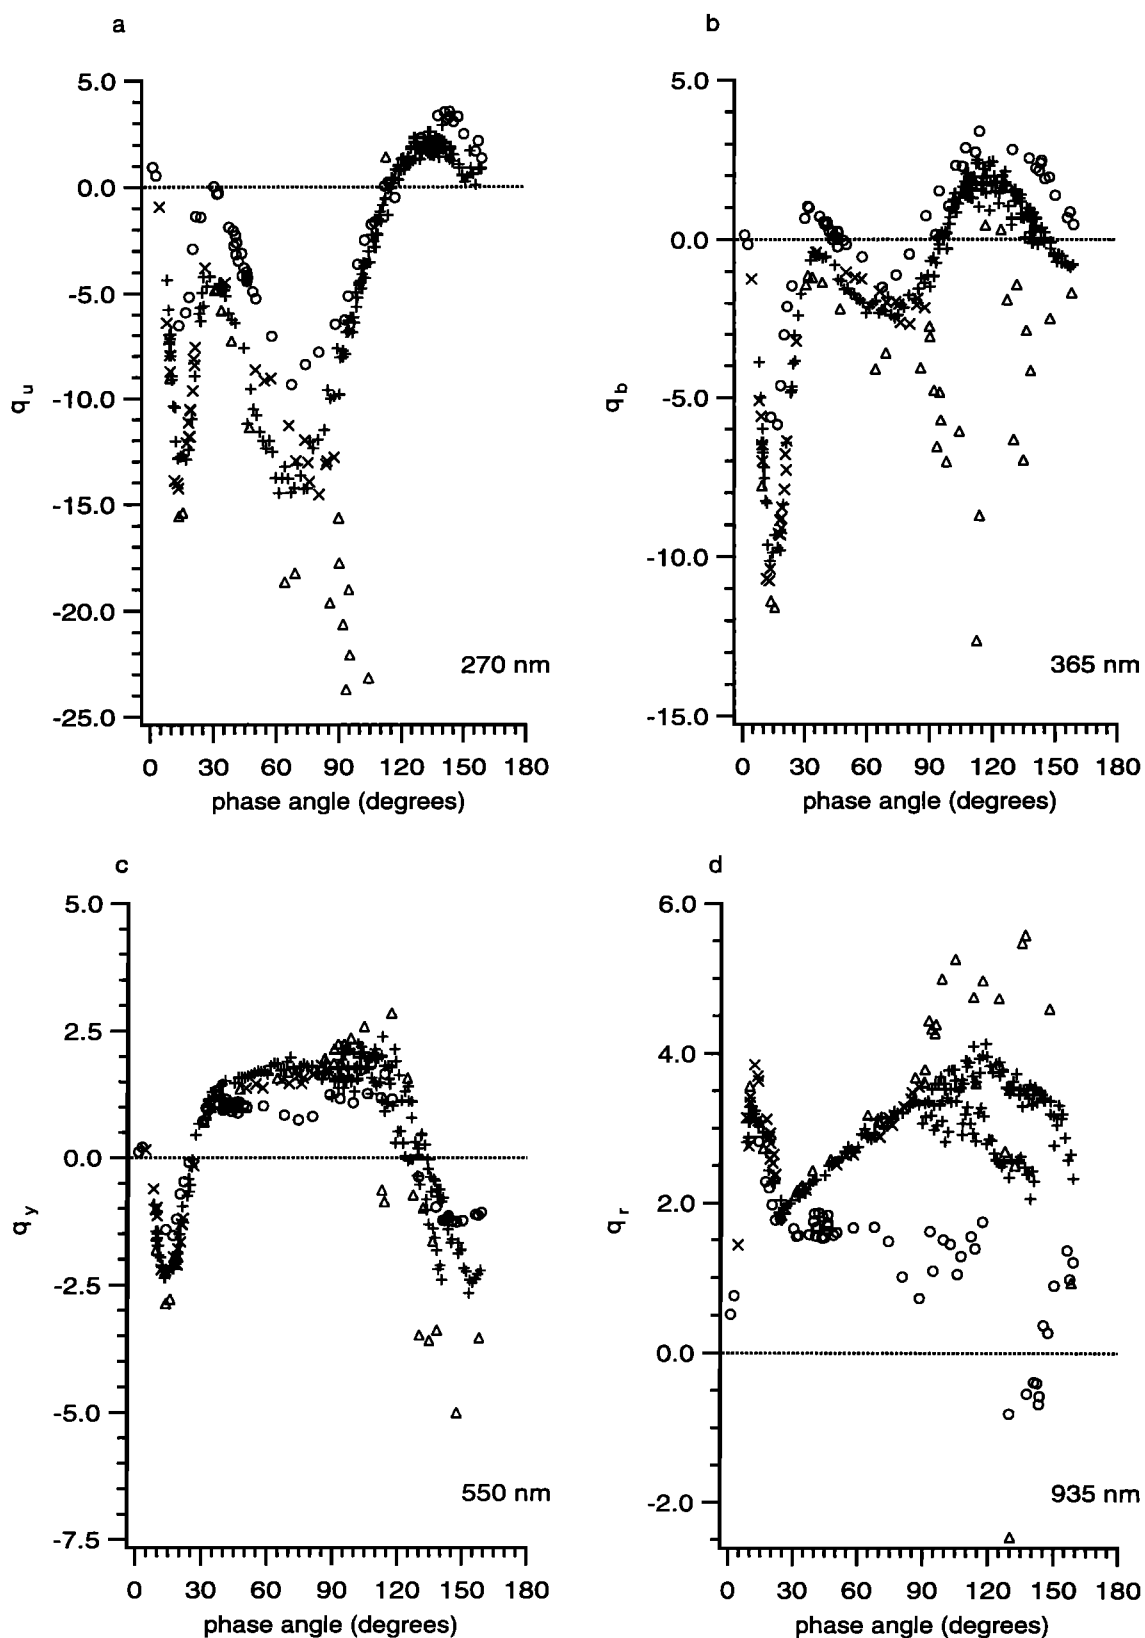 a
5.0
0.0
-5.0
-10.0
-15.0
-20.0
-25.0
q u
270 nm
0 30 60 90 120 150 180
phase angle (degrees)
b
5.0
0.0
-5.0
-10.0
-15.0
q b
365 nm
0 30 60 90 120 150 180
phase angle (degrees)
c
5.0
2.5
0.0
-2.5
-5.0
-7.5
q y
550 nm
0 30 60 90 120 150 180
phase angle (degrees)
d
6.0
4.0
2.0
0.0
-2.0
q r
935 nm
0 30 60 90 120 150 180
phase angle (degrees)